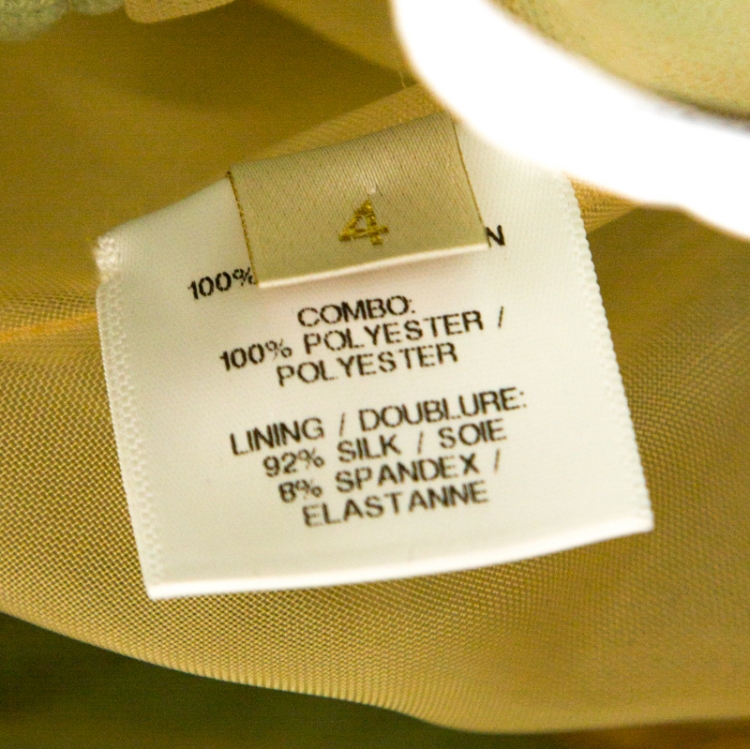 4
100%
COMBO:
100% POLYESTER /
POLYESTER
LINING / DOUBLURE:
92% SILK / SOIE
8% SPANDEX /
ELASTANNE